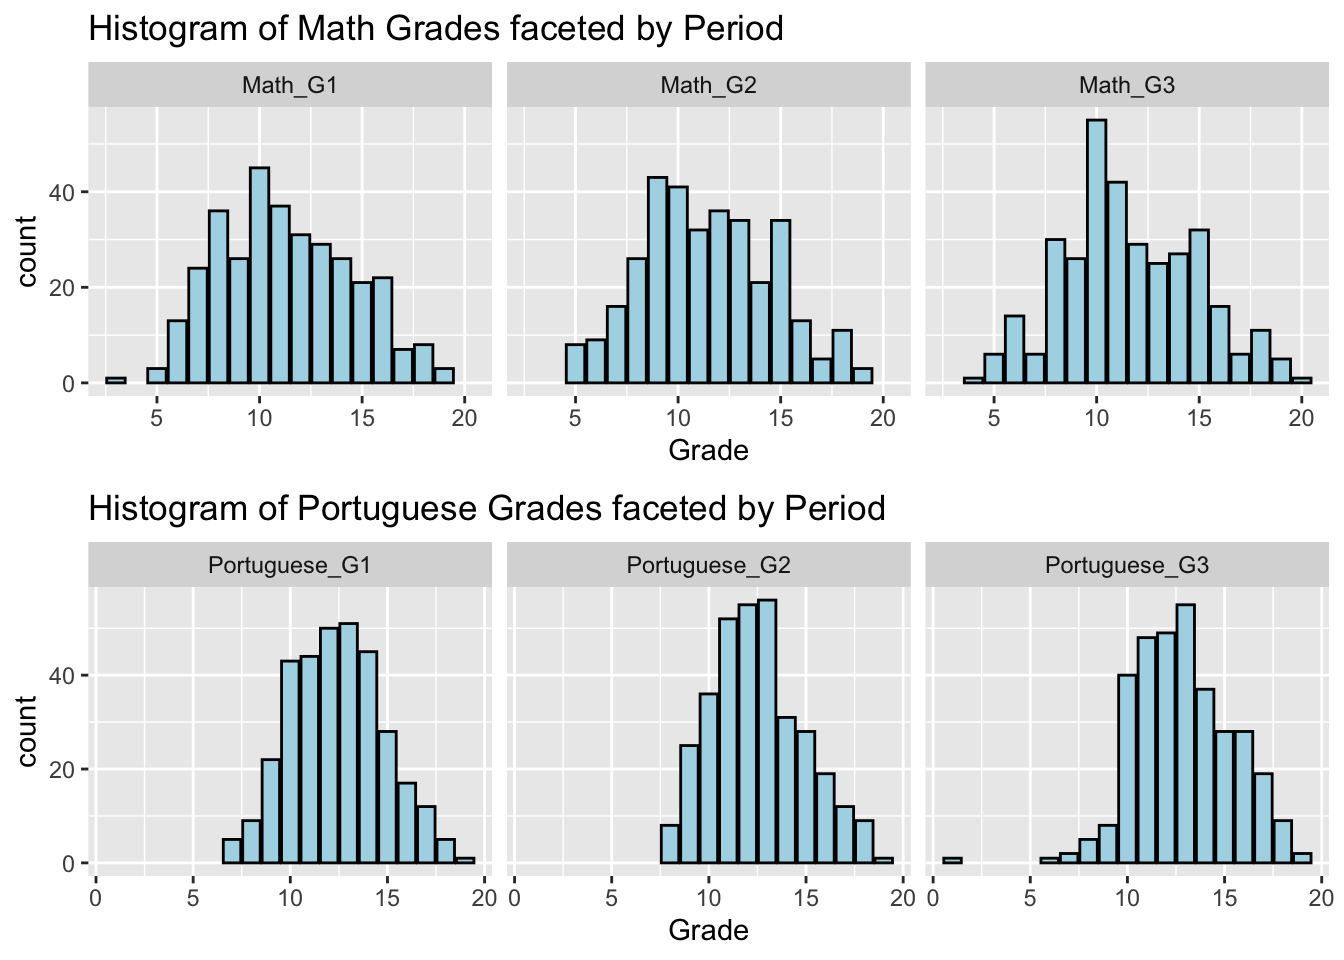 Histogram of Math Grades faceted by Period
Math_G1 Math_G2 Math_G3
count
40
20
0
5 10 15 20 5 10 15 20 5 10 15 20
Grade
Histogram of Portuguese Grades faceted by Period
Portuguese_G1 Portuguese_G2 Portuguese_G3
count
40
20
0
0 5 10 15 20 0 5 10 15 20 0 5 10 15 20
Grade